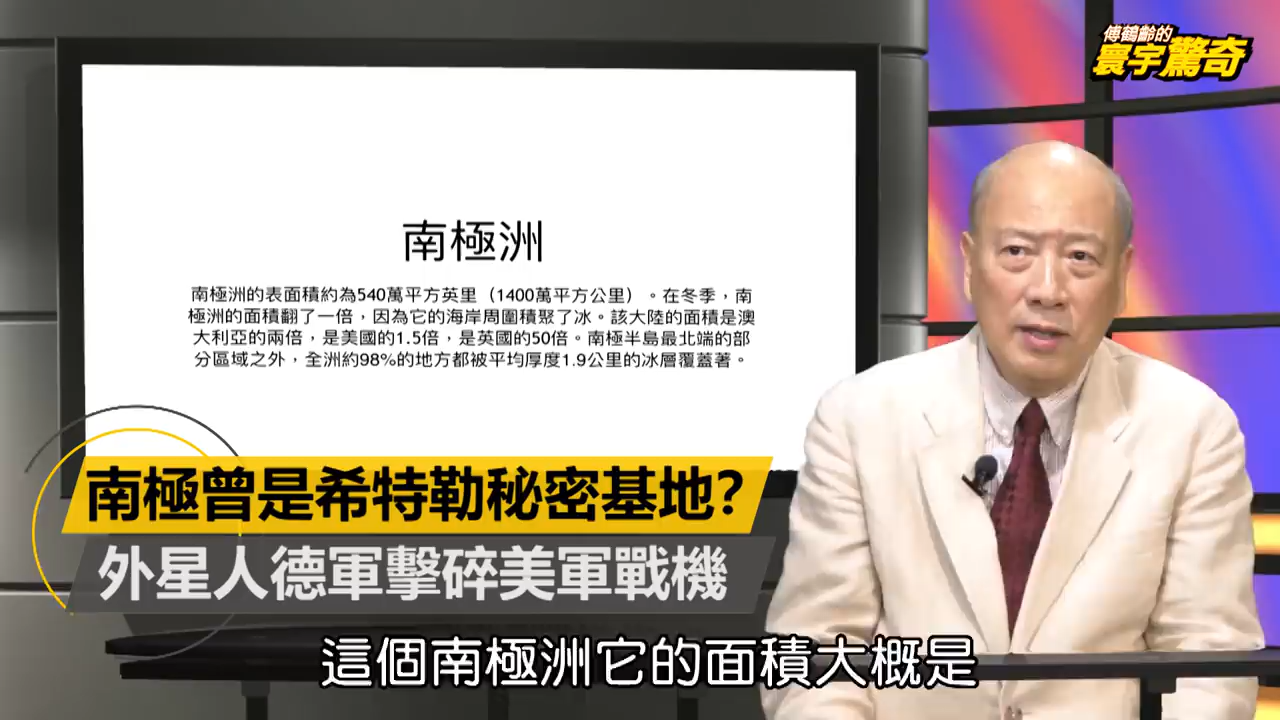 傅鶴齡的
寰宇驚奇
南極洲
南極洲的表面積約為540萬平方英里（1400萬平方公里）。在冬季，南
極洲的面積翻了一倍，因為它的海岸周圍積聚了冰。該大陸的面積是澳
大利亞的兩倍，是美國的1.5倍，是英國的50倍。南極半島最北端的部
分區域之外，全洲約98%的地方都被平均厚度1.9公里的冰層覆蓋著。
南極曾是希特勒秘密基地?
外星人德軍擊碎美軍戰機
這個南極洲它的面積大概是